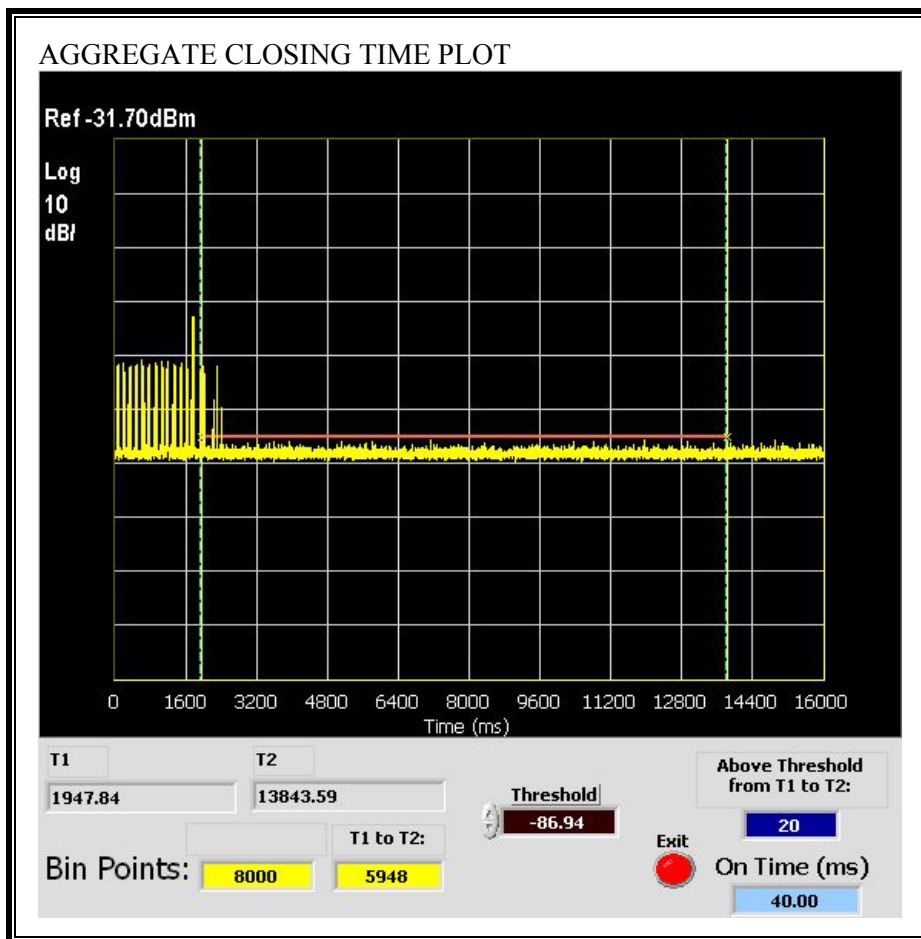 AGGREGATE CLOSING TIME PLOT
Ref -31.70dBm
Log
10
dB/
0 1600 3200 4800 6400 8000 9600 11200 12800 14400 16000
Time (ms)
T1 T2
1947.84 13843.59
Threshold
-86.94
Above Threshold
from T1 to T2:
20
T1 to T2:
Bin Points: 8000 5948
Exit
On Time (ms)
40.00